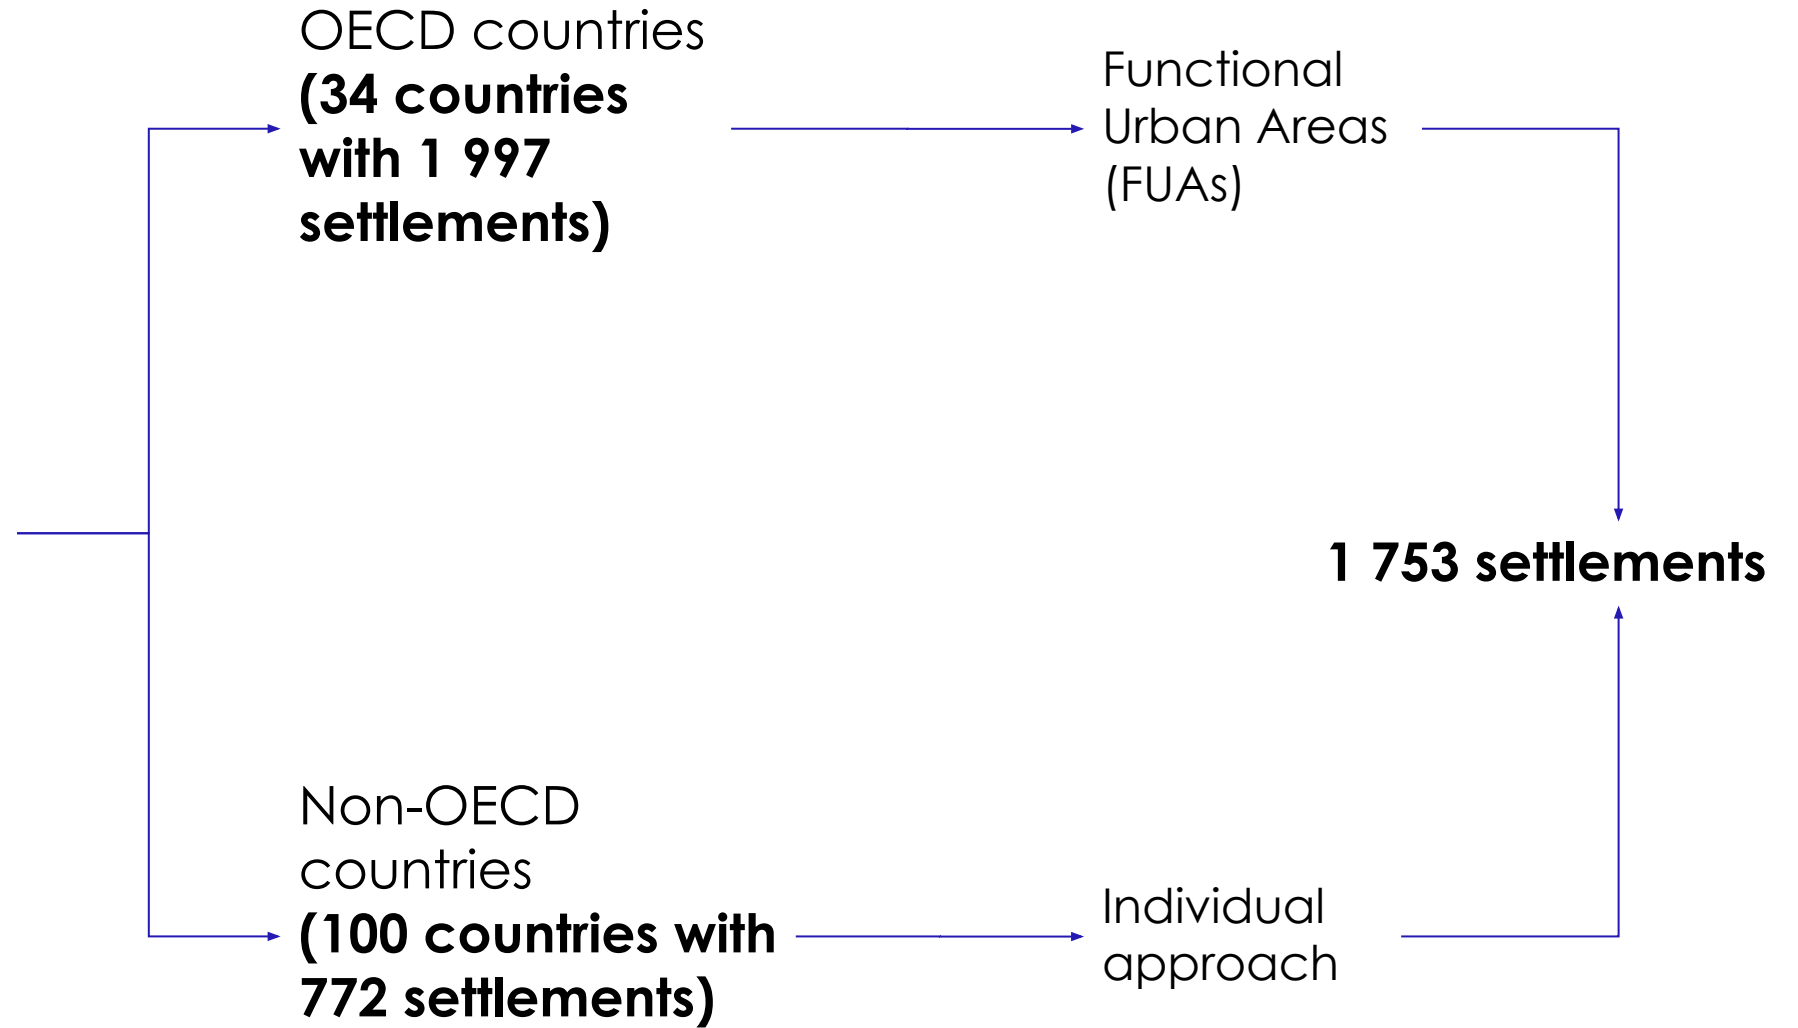 OECD countries
(34 countries
with 1 997
settlements)
Functional
Urban Areas
(FUAs)
1 753 settlements
Non-OECD
countries
(100 countries with
772 settlements)
Individual
approach